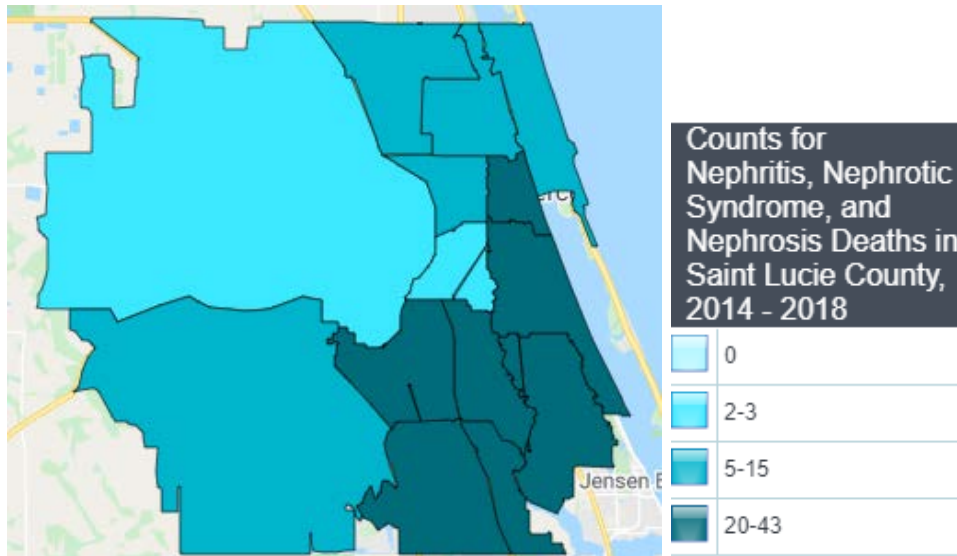 Counts for
Nephritis, Nephrotic
Syndrome, and
Nephrosis Deaths in
Saint Lucie County,
2014 - 2018
0
2-3
5-15
20-43
Jensen